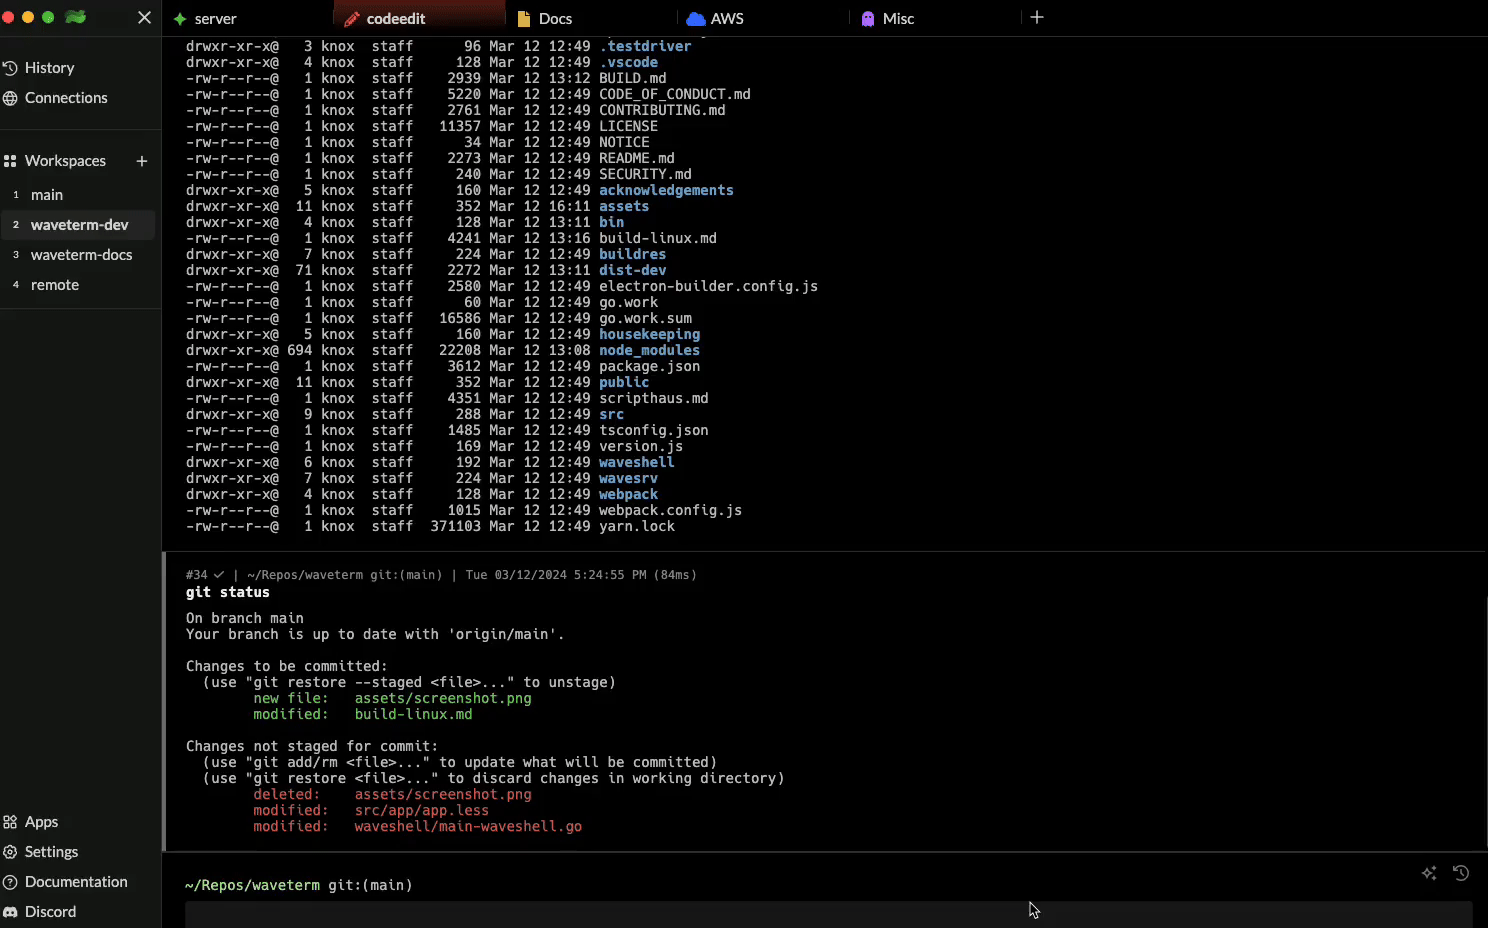 server
codeedit
Docs
AWS
Misc
History
Connections
Workspaces
1 main
2 waveterm-dev
3 waveterm-docs
4 remote
Apps
Settings
Documentation
Discord
drwxr-xr-x@ 3 knox staff 96 Mar 12 12:49 .testdriver
drwxr-xr-x@ 4 knox staff 128 Mar 12 12:49 .vscode
-rw-r--r--@ 1 knox staff 2939 Mar 12 13:12 BUILD.md
-rw-r--r--@ 1 knox staff 5220 Mar 12 12:49 CODE_OF_CONDUCT.md
-rw-r--r--@ 1 knox staff 2761 Mar 12 12:49 CONTRIBUTING.md
-rw-r--r--@ 1 knox staff 11357 Mar 12 12:49 LICENSE
-rw-r--r--@ 1 knox staff 34 Mar 12 12:49 NOTICE
-rw-r--r--@ 1 knox staff 2273 Mar 12 12:49 README.md
-rw-r--r--@ 1 knox staff 240 Mar 12 12:49 SECURITY.md
drwxr-xr-x@ 5 knox staff 160 Mar 12 12:49 acknowledgements
drwxr-xr-x@ 11 knox staff 352 Mar 12 16:11 assets
drwxr-xr-x@ 4 knox staff 128 Mar 12 13:11 bin
-rw-r--r--@ 1 knox staff 4241 Mar 12 13:16 build-linux.md
drwxr-xr-x@ 7 knox staff 224 Mar 12 12:49 buildres
drwxr-xr-x@ 71 knox staff 2272 Mar 12 13:11 dist-dev
-rw-r--r--@ 1 knox staff 2580 Mar 12 12:49 electron-builder.config.js
-rw-r--r--@ 1 knox staff 60 Mar 12 12:49 go.work
-rw-r--r--@ 1 knox staff 16586 Mar 12 12:49 go.work.sum
drwxr-xr-x@ 5 knox staff 160 Mar 12 12:49 housekeeping
drwxr-xr-x@ 694 knox staff 22208 Mar 12 13:08 node_modules
-rw-r--r--@ 1 knox staff 3612 Mar 12 12:49 package.json
drwxr-xr-x@ 11 knox staff 352 Mar 12 12:49 public
-rw-r--r--@ 1 knox staff 4351 Mar 12 12:49 scripthaus.md
drwxr-xr-x@ 9 knox staff 288 Mar 12 12:49 src
-rw-r--r--@ 1 knox staff 1485 Mar 12 12:49 tsconfig.json
-rw-r--r--@ 1 knox staff 169 Mar 12 12:49 version.js
drwxr-xr-x@ 6 knox staff 192 Mar 12 12:49 waveshell
drwxr-xr-x@ 7 knox staff 224 Mar 12 12:49 wavesrv
drwxr-xr-x@ 4 knox staff 128 Mar 12 12:49 webpack
-rw-r--r--@ 1 knox staff 1015 Mar 12 12:49 webpack.config.js
-rw-r--r--@ 1 knox staff 371103 Mar 12 12:49 yarn.lock
#34 ✓ | ~/Repos/waveterm git:(main) | Tue 03/12/2024 5:24:55 PM (84ms)
git status
On branch main
Your branch is up to date with 'origin/main'.
Changes to be committed:
(use "git restore --staged <file>..." to unstage)
new file: assets/screenshot.png
modified: build-linux.md
Changes not staged for commit:
(use "git add/rm <file>..." to update what will be committed)
(use "git restore <file>..." to discard changes in working directory)
deleted: assets/screenshot.png
modified: src/app/app.less
modified: waveshell/main-waveshell.go
~/Repos/waveterm git:(main)